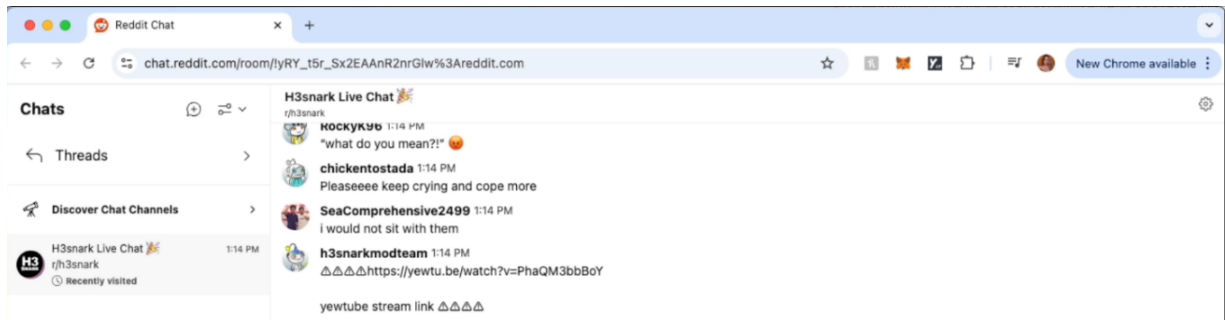 Reddit Chat
chat.reddit.com/room/!yRY_t5r_Sx2EAAnR2nrGlw%3Areddit.com
New Chrome available
Chats
Threads
Discover Chat Channels
H3snark Live Chat 🎉
1:14 PM
r/h3snark
Recently visited
H3
SNARK
H3snark Live Chat 🎉
r/h3snark
RockyK96 1:14 PM
"what do you mean?!" 😡
chickentostada 1:14 PM
Pleaseeee keep crying and cope more
SeaComprehensive2499 1:14 PM
i would not sit with them
h3snarkmodteam 1:14 PM
⚠⚠⚠⚠https://yewtu.be/watch?v=PhaQM3bbBoY
yewtube stream link ⚠⚠⚠⚠